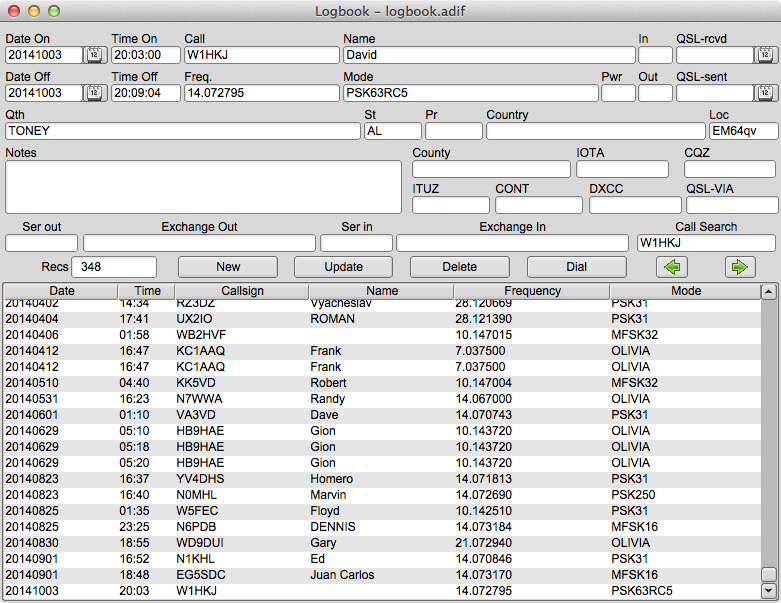 Logbook – logbook.adif
Date On Time On Call Name In QSL-rcvd
20141003 12 20:03:00 W1HKJ David 12
Date Off Time Off Freq. Mode Pwr Out QSL-sent
20141003 12 20:09:04 14.072795 PSK63RC5 12
Qth St Pr Country Loc
TONEY AL EM64qv
Notes County IOTA CQZ
ITUZ CONT DXCC QSL-VIA
Ser out Exchange Out Ser in Exchange In Call Search
W1HKJ
Recs 348 New Update Delete Dial
Date Time Callsign Name Frequency Mode
20140402 14:34 RZ3DZ Vyacheslav 28.120669 PSK31
20140404 17:41 UX2IO ROMAN 28.121390 PSK31
20140406 01:58 WB2HVF 10.147015 MFSK32
20140412 16:47 KC1AAQ Frank 7.037500 OLIVIA
20140412 16:47 KC1AAQ Frank 7.037500 OLIVIA
20140510 04:40 KK5VD Robert 10.147004 MFSK32
20140531 16:23 N7WWA Randy 14.067000 OLIVIA
20140601 01:10 VA3VD Dave 14.070743 PSK31
20140629 05:10 HB9HAE Gion 10.143720 OLIVIA
20140629 05:18 HB9HAE Gion 10.143720 OLIVIA
20140629 05:20 HB9HAE Gion 10.143720 OLIVIA
20140823 16:37 YV4DHS Homero 14.071813 PSK31
20140823 16:40 N0MHL Marvin 14.072690 PSK250
20140825 01:35 W5FEC Floyd 10.142510 PSK31
20140825 23:25 N6PDB DENNIS 14.073184 MFSK16
20140830 18:55 WD9DUI Gary 21.072940 OLIVIA
20140901 16:52 N1KHL Ed 14.070846 PSK31
20140901 18:48 EG5SDC Juan Carlos 14.073170 MFSK16
20141003 20:03 W1HKJ 14.072795 PSK63RC5